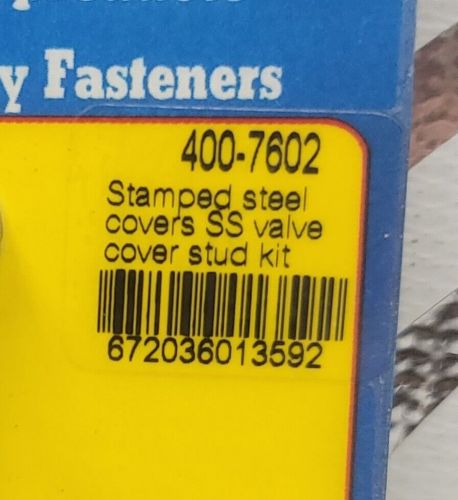 y Fasteners
400-7602
Stamped steel
covers SS valve
cover stud kit
672036013592